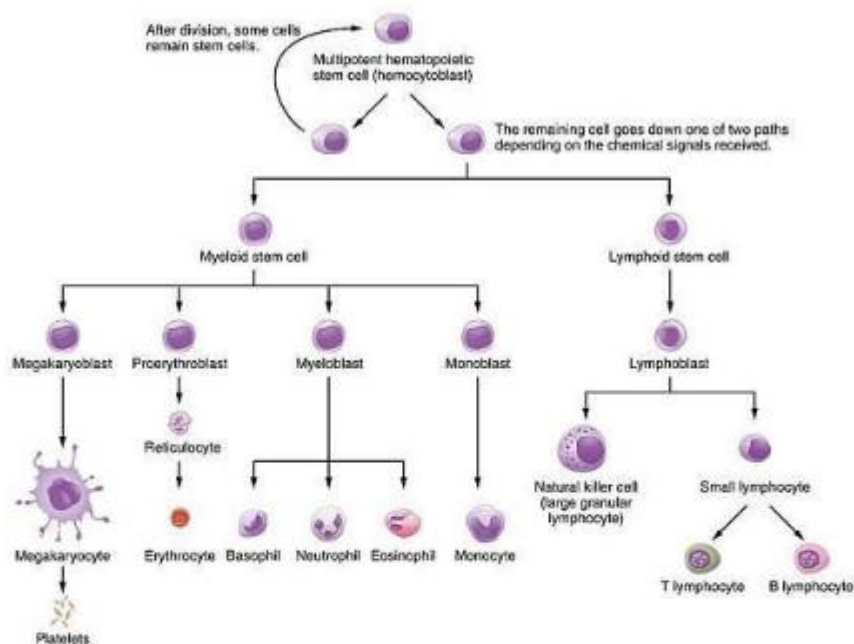 After division, some cells
remain stem cells.
Multipotent hematopoietic
stem cell (hemocytoblast)
The remaining cell goes down one of two paths
depending on the chemical signals received.
Myeloid stem cell
Lymphoid stem cell
Megakaryoblast
Proerythroblast
Myeloblast
Monoblast
Lymphoblast
Reticulocyte
Natural killer cell
(large granular
lymphocyte)
Small lymphocyte
Megakaryocyte
Erythrocyte
Basophil
Neutrophil
Eosinophil
Monocyte
T lymphocyte
B lymphocyte
Platelets